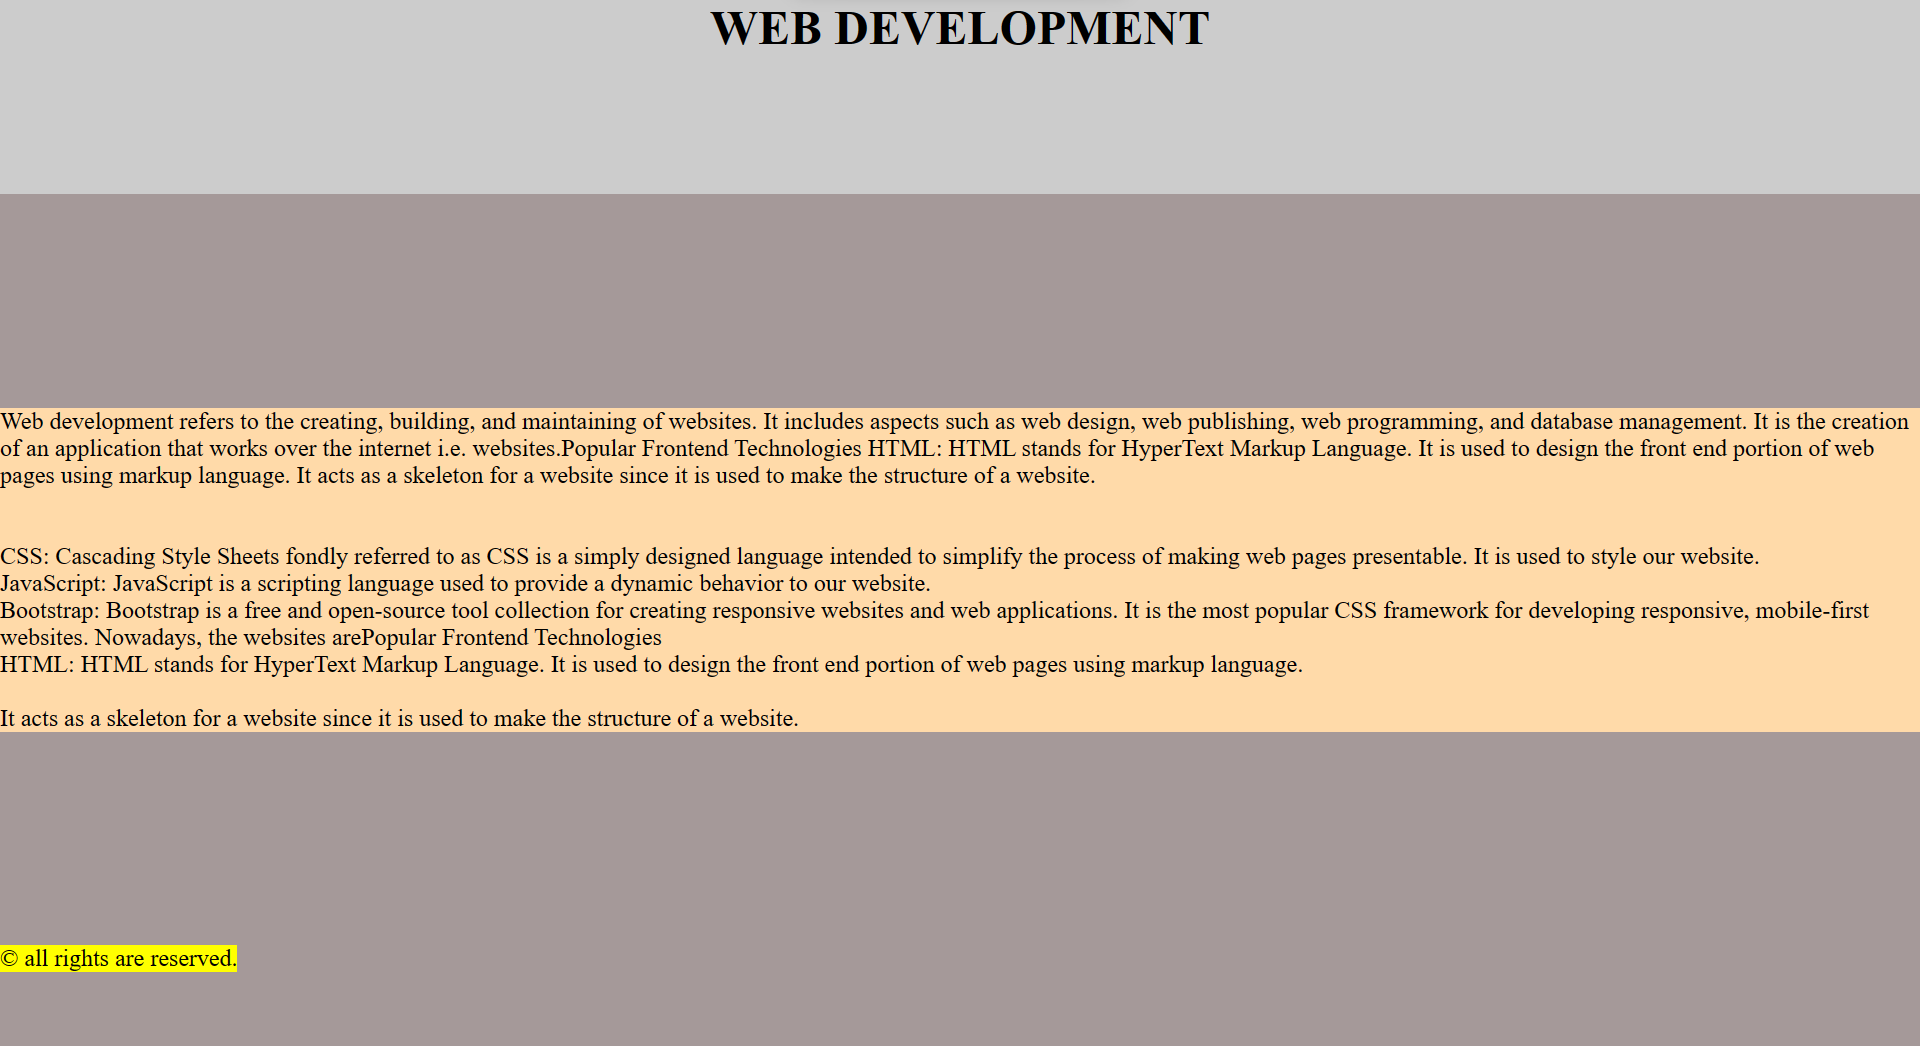 WEB DEVELOPMENT
Web development refers to the creating, building, and maintaining of websites. It includes aspects such as web design, web publishing, web programming, and database management. It is the creation
of an application that works over the internet i.e. websites.Popular Frontend Technologies HTML: HTML stands for HyperText Markup Language. It is used to design the front end portion of web
pages using markup language. It acts as a skeleton for a website since it is used to make the structure of a website.
CSS: Cascading Style Sheets fondly referred to as CSS is a simply designed language intended to simplify the process of making web pages presentable. It is used to style our website.
JavaScript: JavaScript is a scripting language used to provide a dynamic behavior to our website.
Bootstrap: Bootstrap is a free and open-source tool collection for creating responsive websites and web applications. It is the most popular CSS framework for developing responsive, mobile-first
websites. Nowadays, the websites arePopular Frontend Technologies
HTML: HTML stands for HyperText Markup Language. It is used to design the front end portion of web pages using markup language.
It acts as a skeleton for a website since it is used to make the structure of a website.
© all rights are reserved.